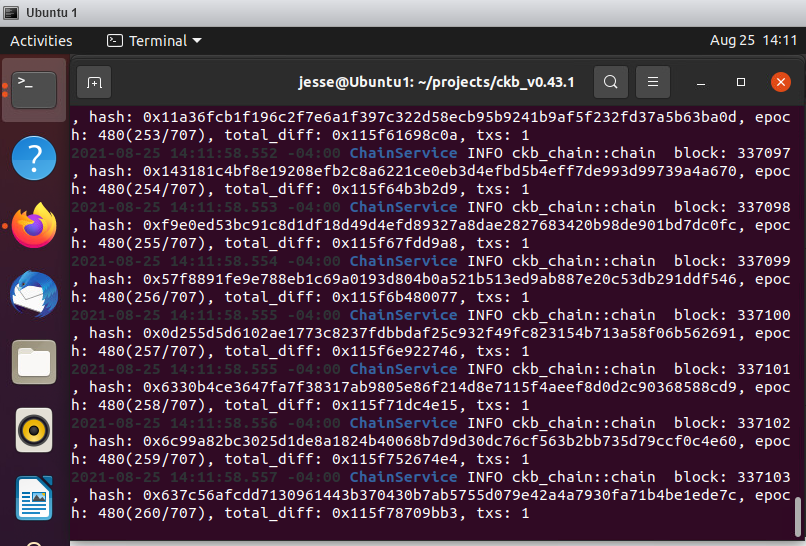 Ubuntu 1
Activities
Terminal
Aug 25 14:11
jesse@Ubuntu1: ~/projects/ckb_v0.43.1
, hash: 0x11a36fcb1f196c2f7e6a1f397c322d58ecb95b9241b9af5f232fd37a5b63ba0d, epoc
h: 480(253/707), total_diff: 0x115f61698c0a, txs: 1
2021-08-25 14:11:58.552 -04:00 ChainService INFO ckb_chain::chain  block: 337097
, hash: 0x143181c4bf8e19208efb2c8a6221ce0eb3d4efbd5b4eff7de993d99739a4a670, epoc
h: 480(254/707), total_diff: 0x115f64b3b2d9, txs: 1
2021-08-25 14:11:58.553 -04:00 ChainService INFO ckb_chain::chain  block: 337098
, hash: 0xf9e0ed53bc91c8d1df18d49d4efd89327a8dae2827683420b98de901bd7dc0fc, epoc
h: 480(255/707), total_diff: 0x115f67fdd9a8, txs: 1
2021-08-25 14:11:58.554 -04:00 ChainService INFO ckb_chain::chain  block: 337099
, hash: 0x57f8891fe9e788eb1c69a0193d804b0a521b513ed9ab887e20c53db291ddf546, epoc
h: 480(256/707), total_diff: 0x115f6b480077, txs: 1
2021-08-25 14:11:58.555 -04:00 ChainService INFO ckb_chain::chain  block: 337100
, hash: 0x0d255d5d6102ae1773c8237fdbbdaf25c932f49fc823154b713a58f06b562691, epoc
h: 480(257/707), total_diff: 0x115f6e922746, txs: 1
2021-08-25 14:11:58.555 -04:00 ChainService INFO ckb_chain::chain  block: 337101
, hash: 0x6330b4ce3647fa7f38317ab9805e86f214d8e7115f4aeef8d0d2c90368588cd9, epoc
h: 480(258/707), total_diff: 0x115f71dc4e15, txs: 1
2021-08-25 14:11:58.556 -04:00 ChainService INFO ckb_chain::chain  block: 337102
, hash: 0x6c99a82bc3025d1de8a1824b40068b7d9d30dc76cf563b2bb735d79ccf0c4e60, epoc
h: 480(259/707), total_diff: 0x115f752674e4, txs: 1
2021-08-25 14:11:58.557 -04:00 ChainService INFO ckb_chain::chain  block: 337103
, hash: 0x637c56afcdd7130961443b370430b7ab5755d079e42a4a7930fa71b4be1ede7c, epoc
h: 480(260/707), total_diff: 0x115f78709bb3, txs: 1